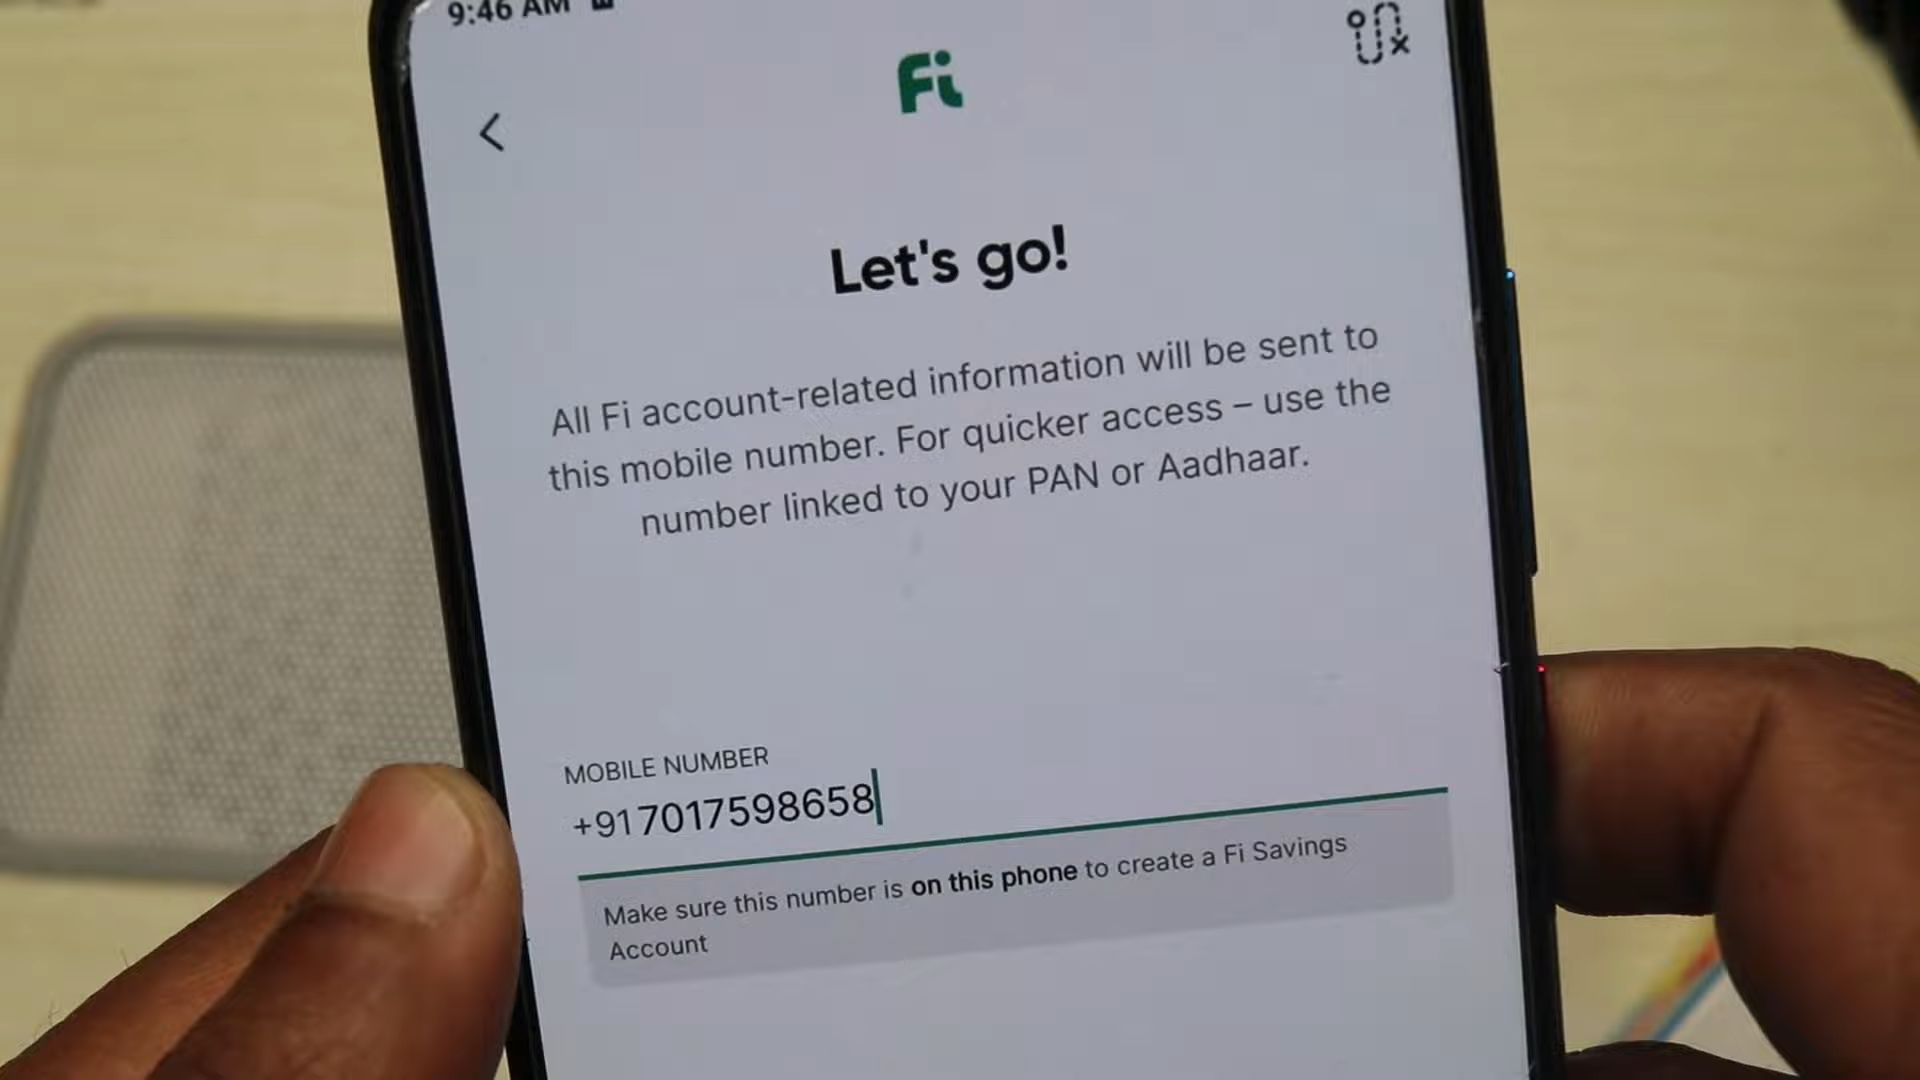 9:46 AM
Fi
Let's go!
All Fi account-related information will be sent to
this mobile number. For quicker access – use the
number linked to your PAN or Aadhaar.
MOBILE NUMBER
+917017598658
Make sure this number is on this phone to create a Fi Savings
Account